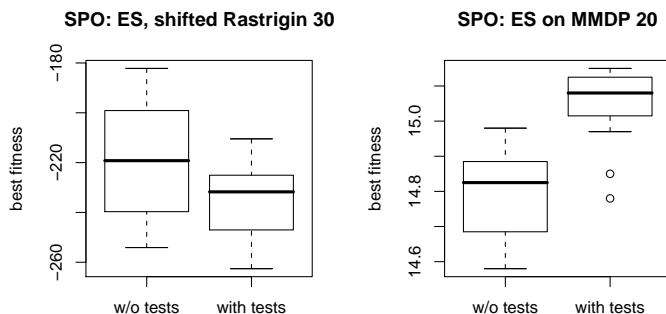 SPO: ES, shifted Rastrigin 30
best fitness
−180
−220
−260
w/o tests
with tests
SPO: ES on MMDP 20
best fitness
15.0
14.8
14.6
w/o tests
with tests